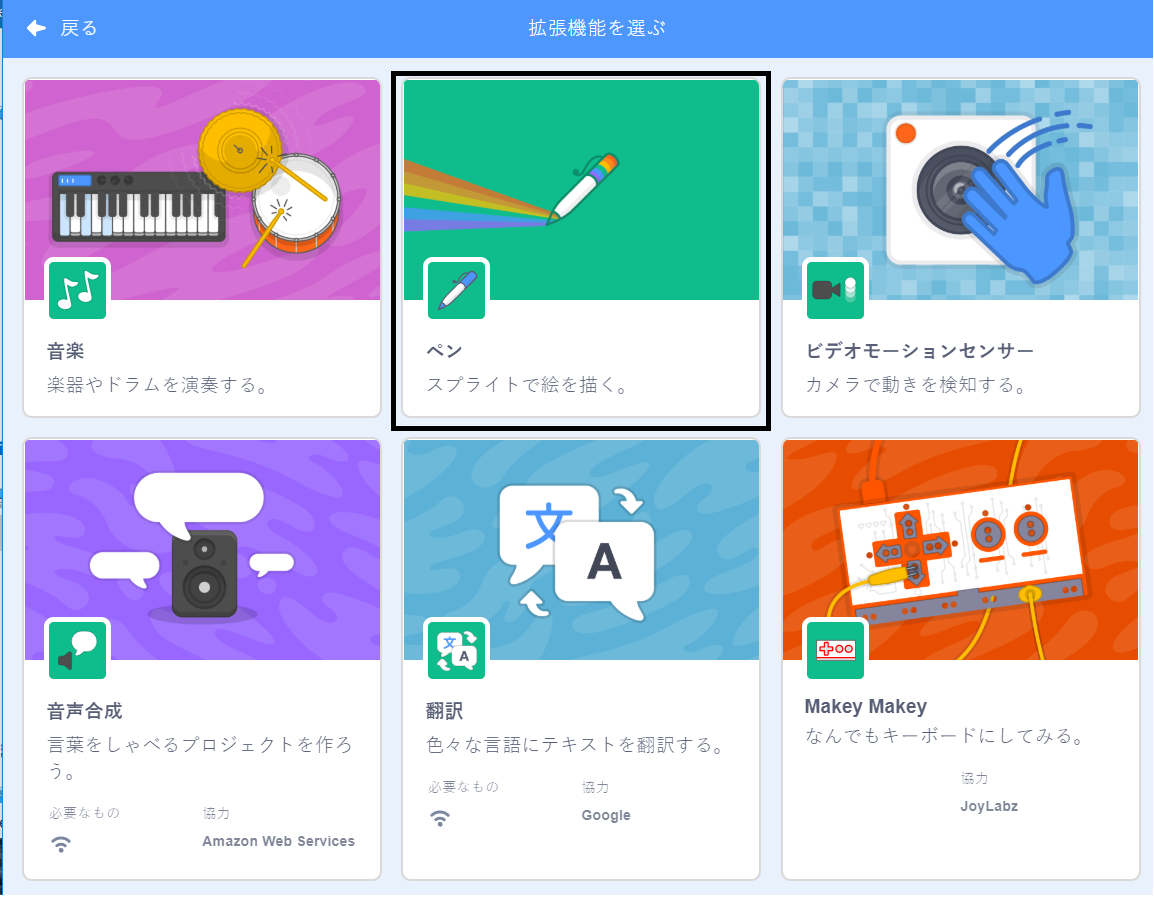 戻る
拡張機能を選ぶ
音楽
楽器やドラムを演奏する。
ペン
スプライトで絵を描く。
ビデオモーションセンサー
カメラで動きを検知する。
文
A
文
A
音声合成
言葉をしゃべるプロジェクトを作ろ
う。
必要なもの
協力
Amazon Web Services
翻訳
色々な言語にテキストを翻訳する。
必要なもの
協力
Google
Makey Makey
なんでもキーボードにしてみる。
協力
JoyLabz